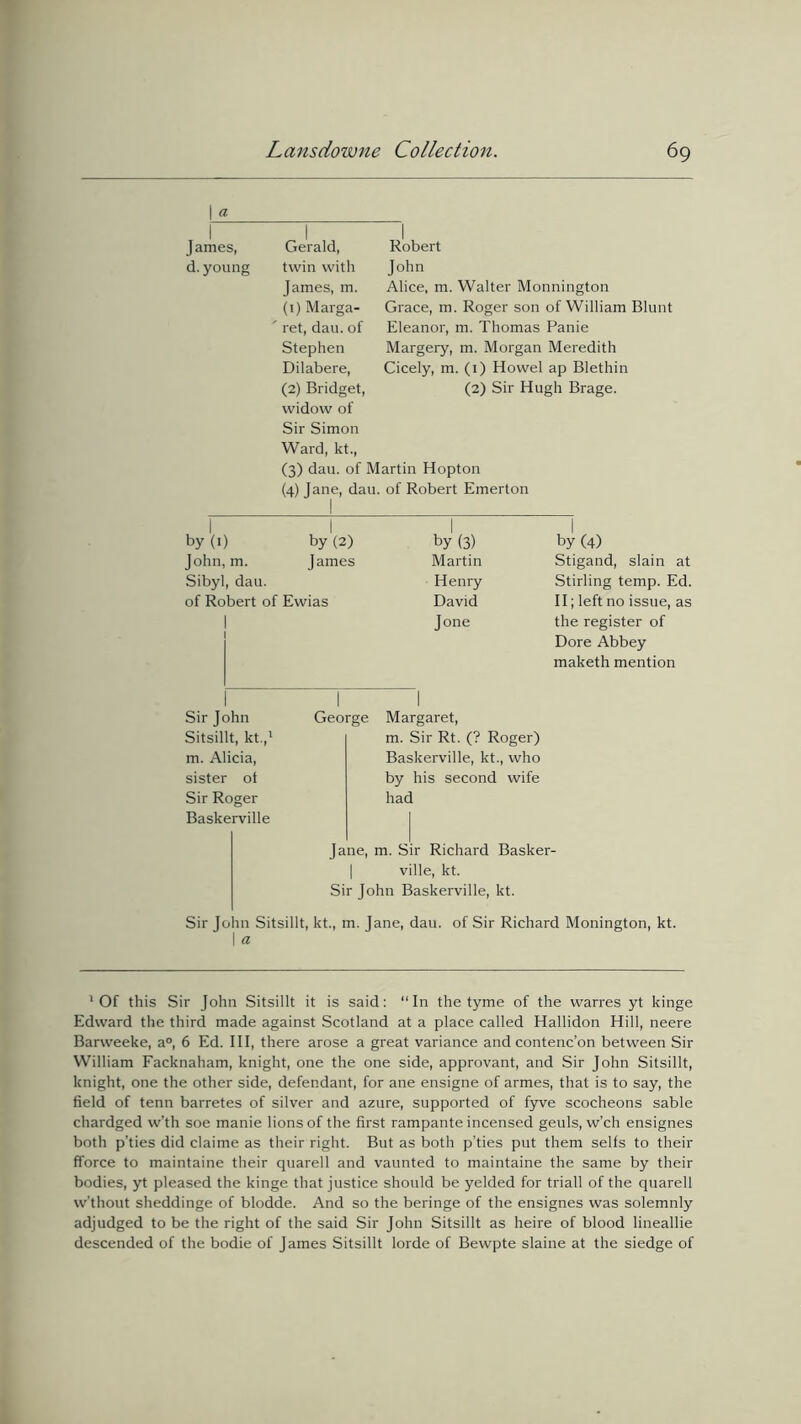 Lansdowne Collection. 69
a
James, Gerald, Robert
d. young twin with John
James, m. Alice, m. Walter Monnington
(1) Marga- Grace, m. Roger son of William Blunt
ret, dau. of Eleanor, m. Thomas Panie
Stephen Margery, m. Morgan Meredith
Dilabere, Cicely, m. (1) Howel ap Blethin
(2) Bridget, (2) Sir Hugh Brage.
widow of
Sir Simon
Ward, kt.,
(3) dau. of Martin Hopton
(4) Jane, dau. of Robert Emerton
by (1) by (2) by (3) by (4)
John, m. James Martin Stigand, slain at
Sibyl, dau. Henry Stirling temp. Ed.
of Robert of Ewias David II; left no issue, as
Jone the register of
Dore Abbey
maketh mention
Sir John George Margaret,
Sitsillt, kt.,¹ m. Sir Rt. (? Roger)
m. Alicia, Baskerville, kt., who
sister of by his second wife
Sir Roger had
Baskerville
Jane, m. Sir Richard Basker-
ville, kt.
Sir John Baskerville, kt.
Sir John Sitsillt, kt., m. Jane, dau. of Sir Richard Monington, kt.
a
¹ Of this Sir John Sitsillt it is said: “In the tyme of the warres yt kinge
Edward the third made against Scotland at a place called Hallidon Hill, neere
Barweeke, aº, 6 Ed. III, there arose a great variance and contenc’on between Sir
William Facknaham, knight, one the one side, approvant, and Sir John Sitsillt,
knight, one the other side, defendant, for ane ensigne of armes, that is to say, the
field of tenn barretes of silver and azure, supported of fyve scocheons sable
chardged w’th soe manie lions of the first rampante incensed geuls, w’ch ensignes
both p’ties did claime as their right. But as both p’ties put them selfs to their
fforce to maintaine their quarell and vaunted to maintaine the same by their
bodies, yt pleased the kinge that justice should be yelded for triall of the quarell
w’thout sheddinge of blodde. And so the beringe of the ensignes was solemnly
adjudged to be the right of the said Sir John Sitsillt as heire of blood lineallie
descended of the bodie of James Sitsillt lorde of Bewpte slaine at the siedge of